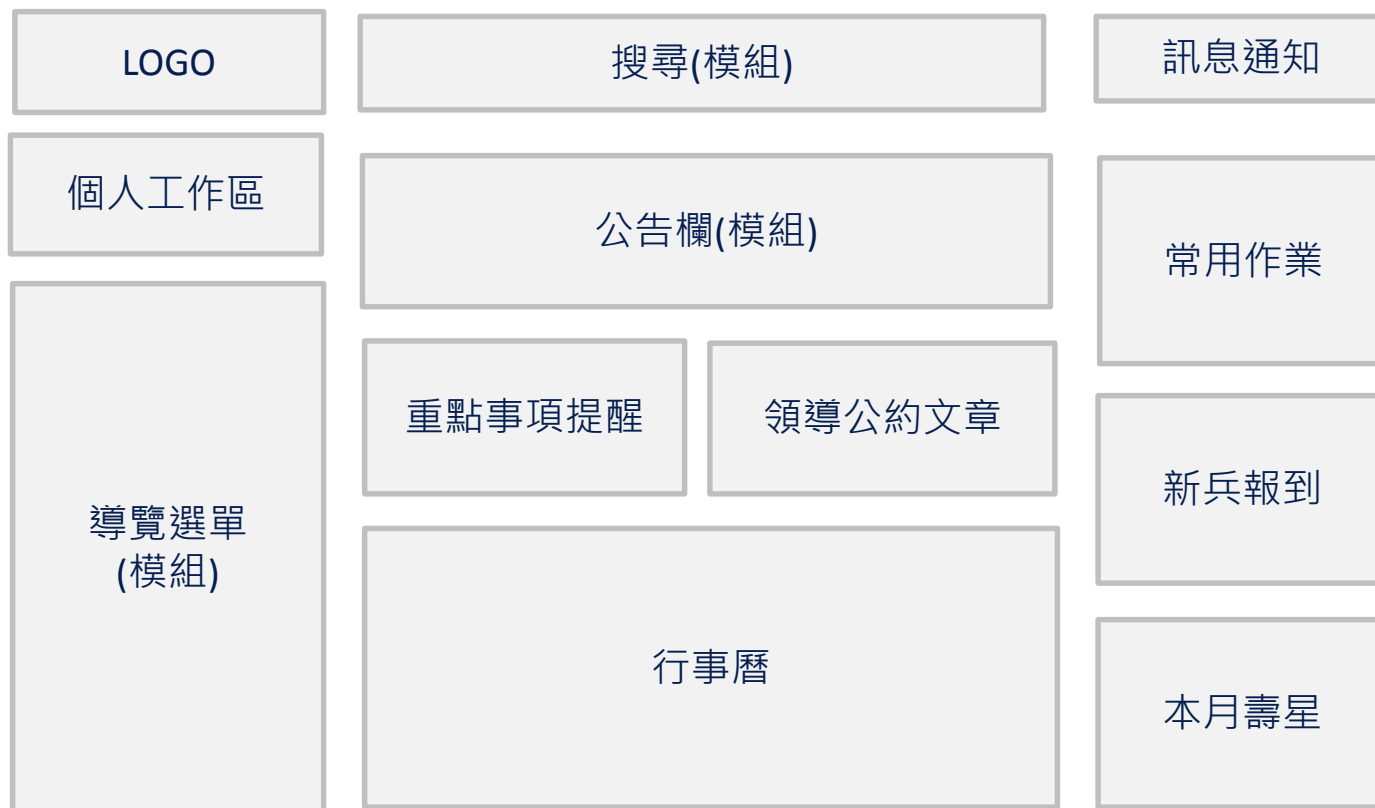 LOGO
搜尋(模組)
訊息通知
個人工作區
公告欄(模組)
常用作業
重點事項提醒
領導公約文章
新兵報到
導覽選單
(模組)
行事曆
本月壽星